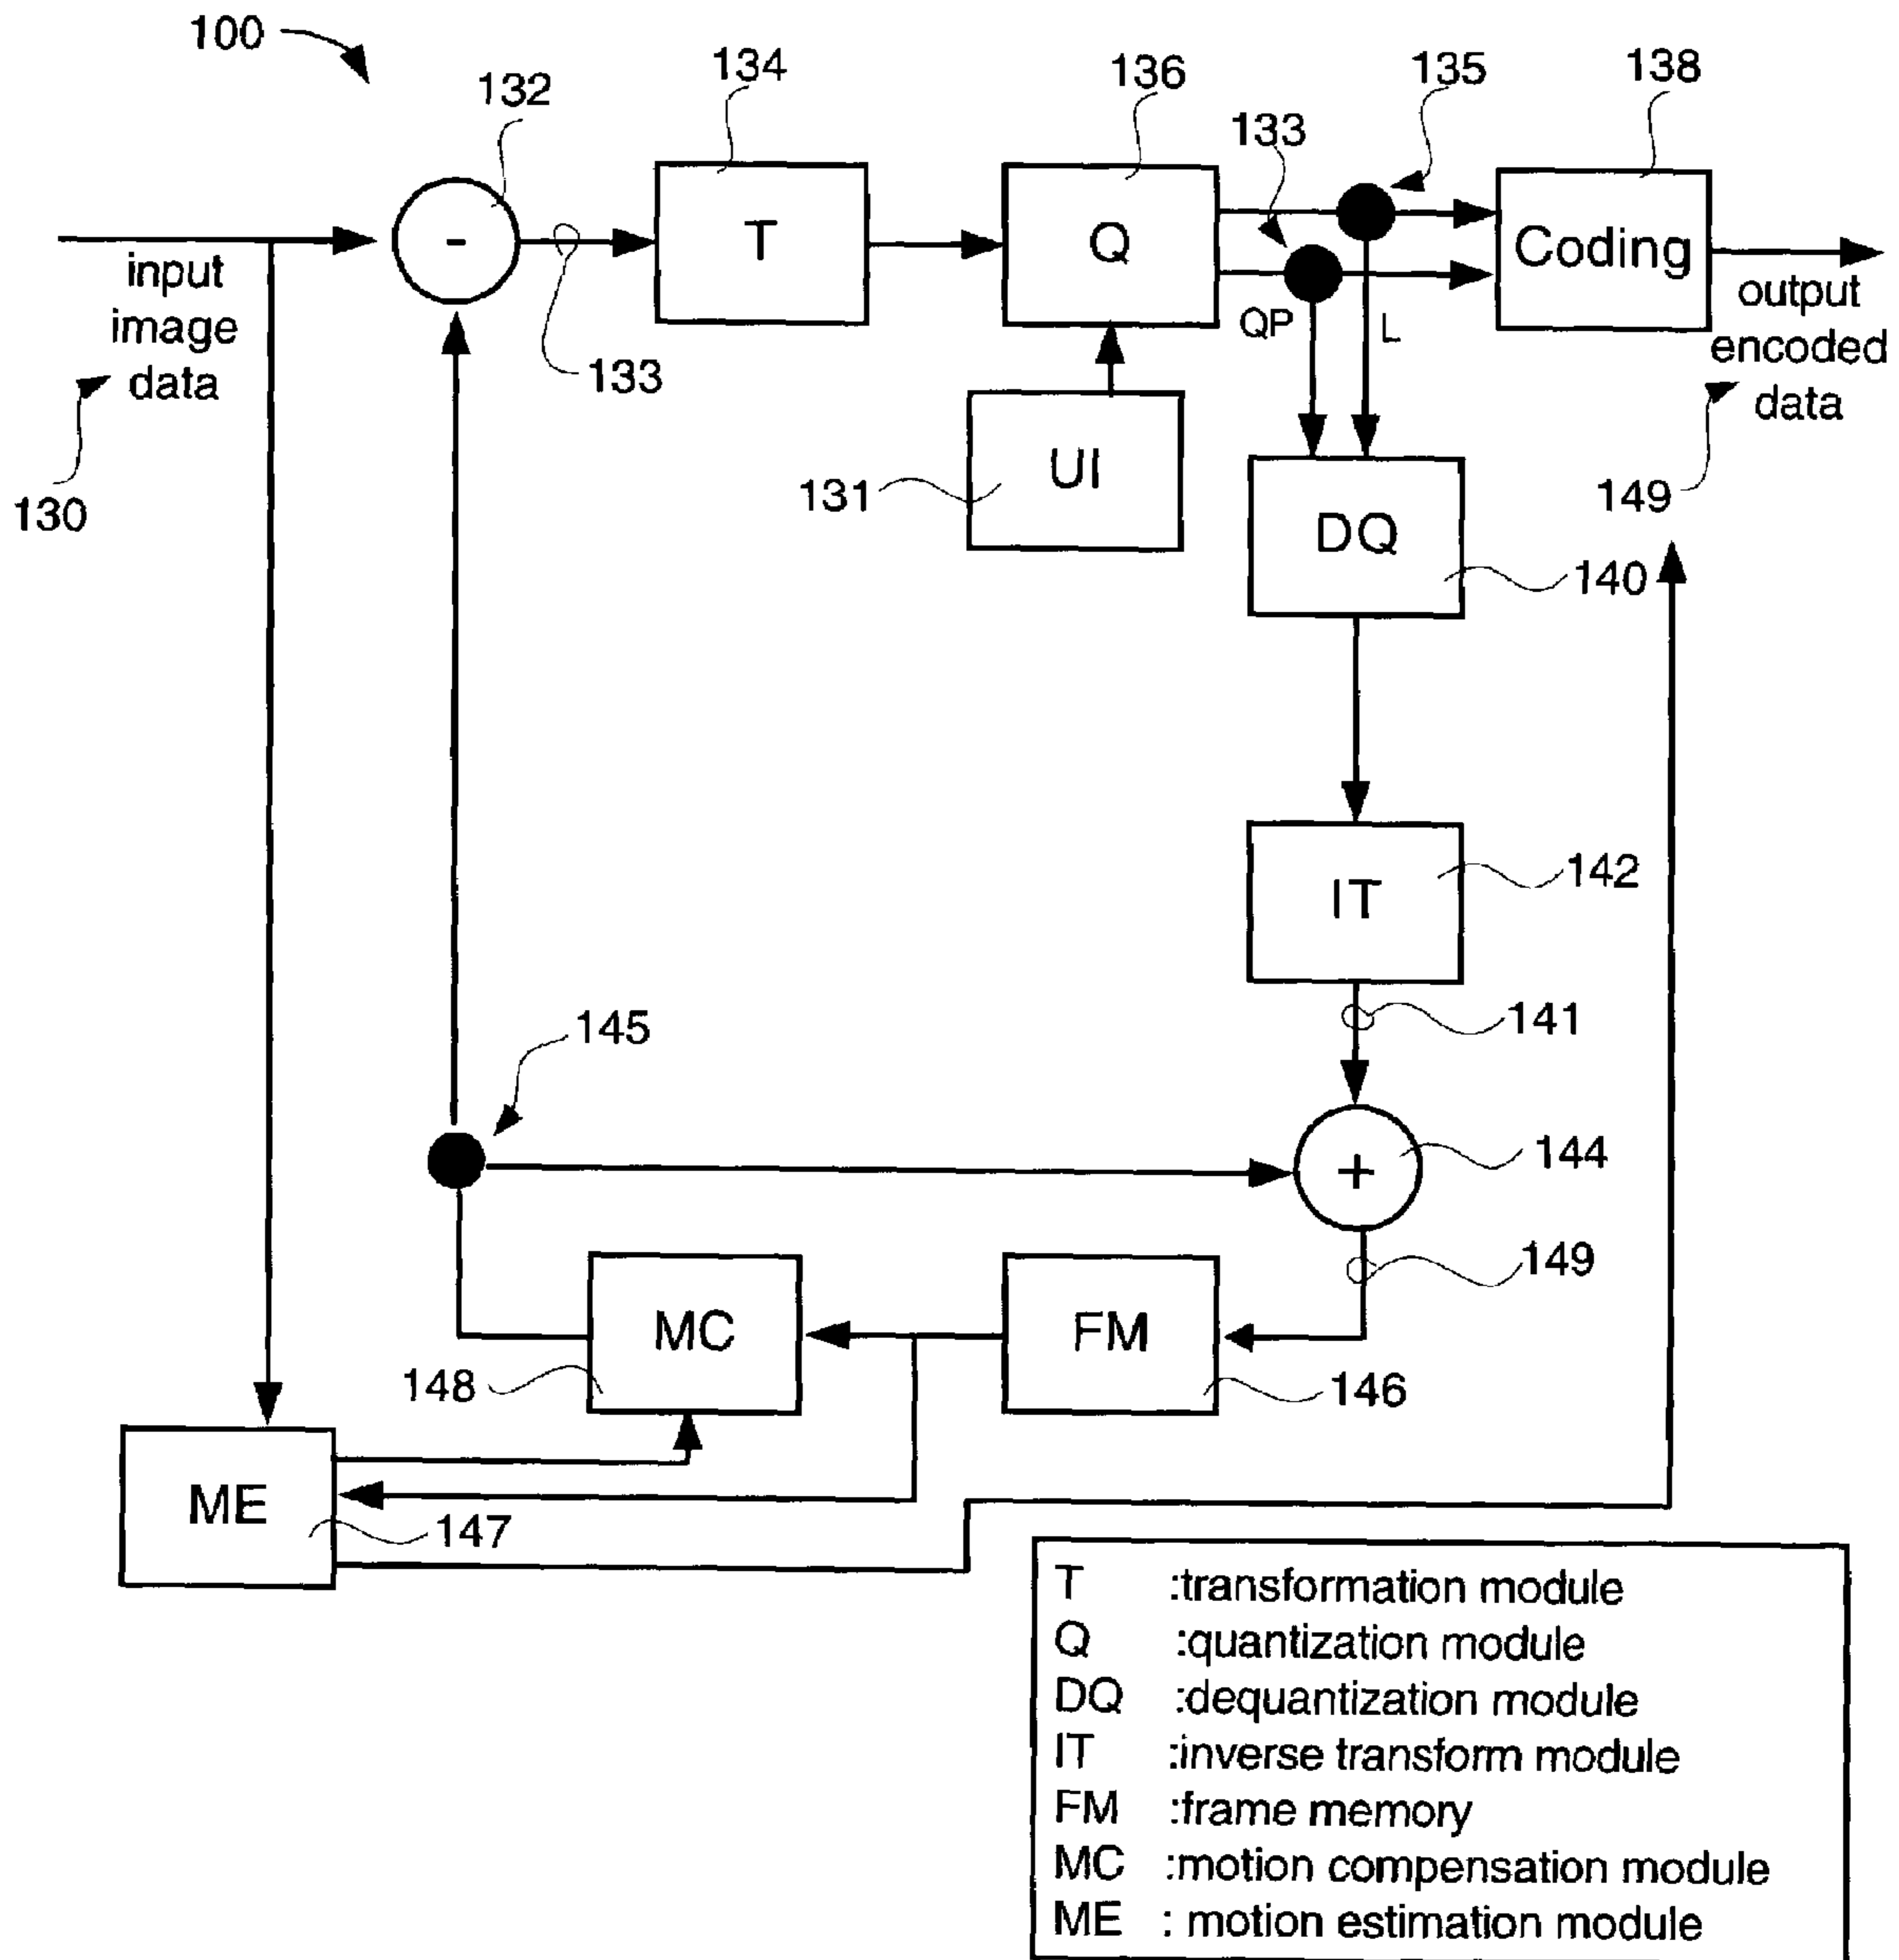 100
132
134
136
133
135
138
input
image
data
130
-
133
T
Q
QP
L
Coding
output
encoded
data
149
UI
131
DQ
140
IT
142
141
145
+
144
149
MC
148
FM
146
ME
147
T :transformation module
Q :quantization module
DQ :dequantization module
IT :inverse transform module
FM :frame memory
MC :motion compensation module
ME : motion estimation module